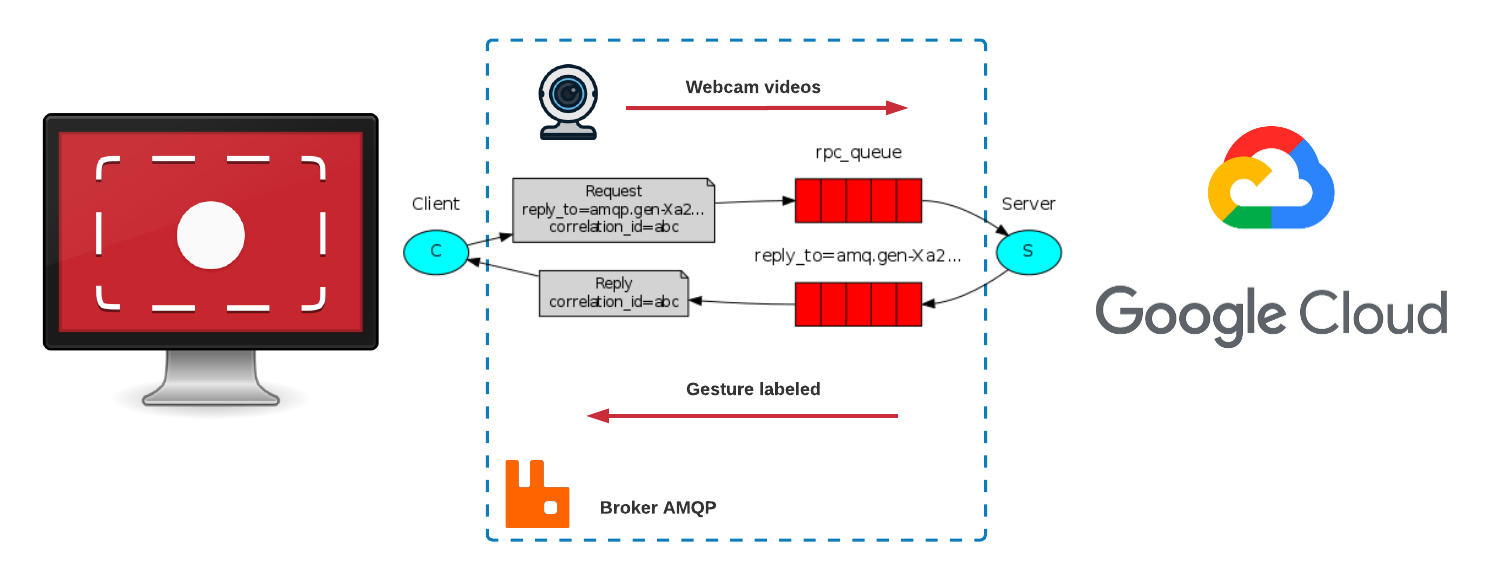 Webcam videos
rpc_queue
Client
Request
reply_to=amqp.gen-Xa2...
correlation_id=abc
Server
C
S
reply_to=amq.gen-Xa2...
Reply
correlation_id=abc
Google Cloud
Gesture labeled
Broker AMQP